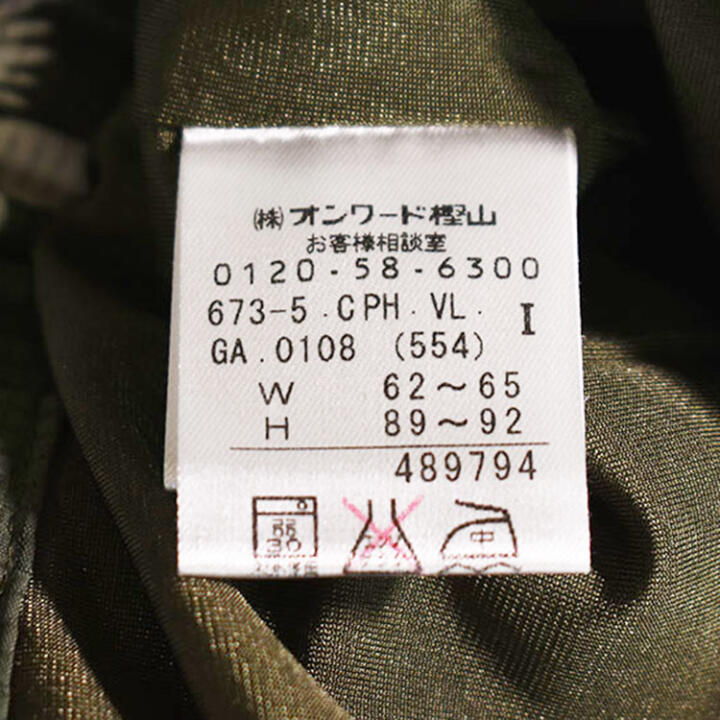 ㈱オンワード樫山
お客様相談室
0120-58-6300
673-5.CPH.VL. I
GA.0108 (554)
W 62～65
H 89～92
489794
中